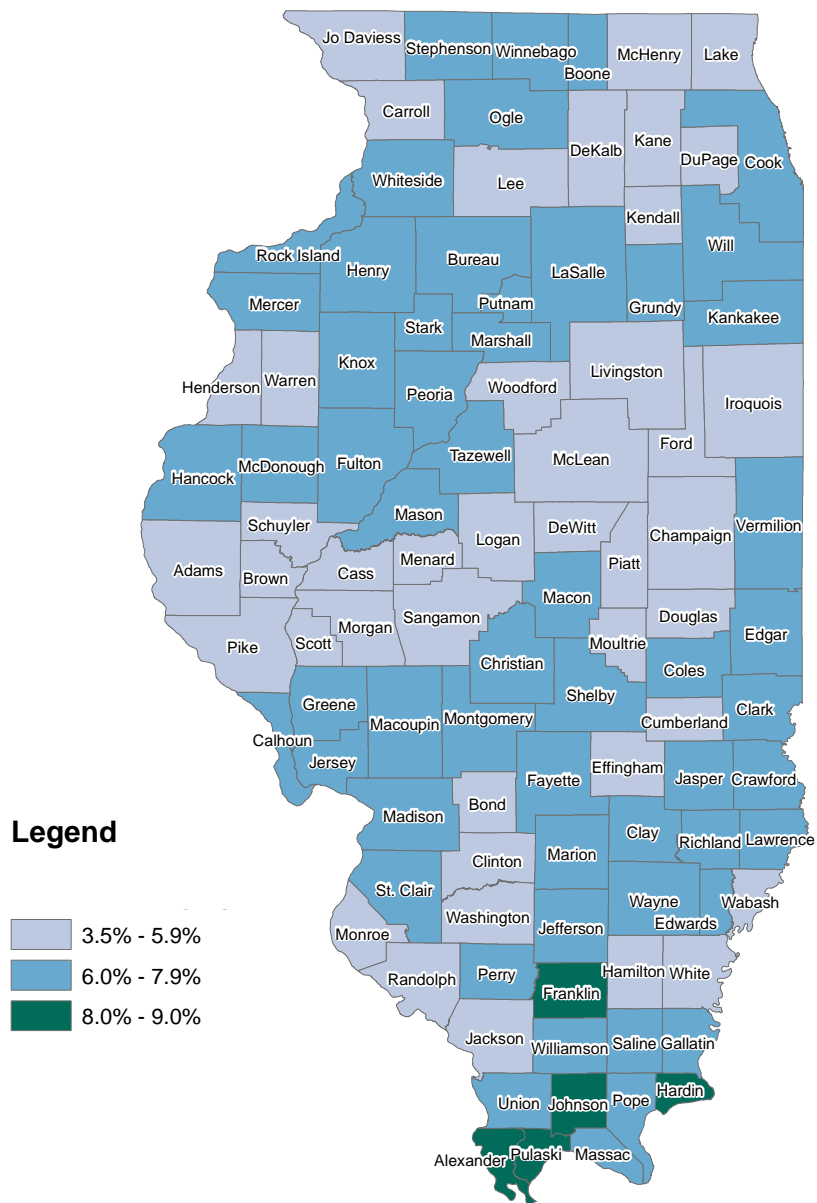 Jo Daviess
Stephenson
Winnebago
Boone
McHenry
Lake
Carroll
Ogle
DeKalb
Kane
DuPage
Cook
Whiteside
Lee
Kendall
Rock Island
Henry
Bureau
LaSalle
Will
Mercer
Putnam
Grundy
Kankakee
Stark
Marshall
Knox
Henderson
Warren
Peoria
Woodford
Livingston
Iroquois
Hancock
McDonough
Fulton
Tazewell
McLean
Ford
Schuyler
Mason
Logan
DeWitt
Champaign
Vermilion
Adams
Brown
Cass
Menard
Piatt
Macon
Pike
Scott
Morgan
Sangamon
Moultrie
Douglas
Edgar
Christian
Coles
Greene
Macoupin
Montgomery
Shelby
Cumberland
Clark
Calhoun
Jersey
Fayette
Effingham
Jasper
Crawford
Madison
Bond
Clay
Richland
Lawrence
Clinton
Marion
St. Clair
Wayne
Edwards
Wabash
Washington
Jefferson
Monroe
Randolph
Perry
Franklin
Hamilton
White
Jackson
Williamson
Saline
Gallatin
Union
Johnson
Pope
Hardin
Alexander
Pulaski
Massac
Legend
3.5% - 5.9%
6.0% - 7.9%
8.0% - 9.0%